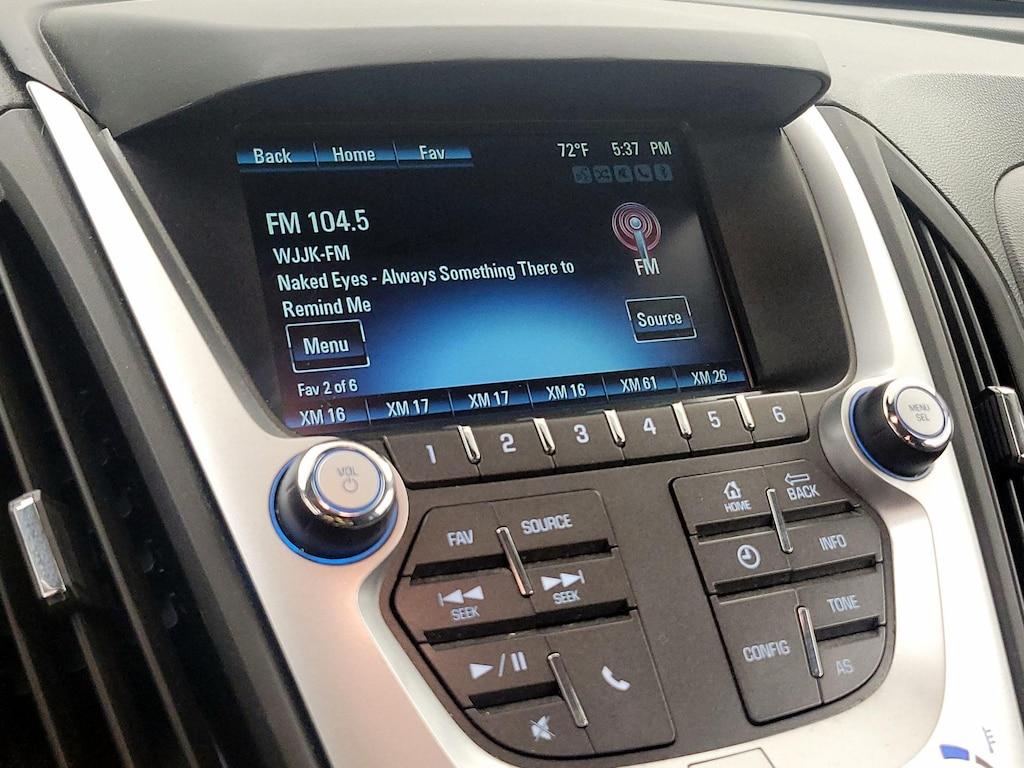 Back Home Fav 72°F 5:37 PM
FM 104.5
WJJK-FM
Naked Eyes - Always Something There to
Remind Me
FM
Menu
Source
Fav 2 of 6
XM 16 XM 17 XM 17 XM 16 XM 61 XM 26
1 2 3 4 5 6
VOL
MENU
SEL
FAV SOURCE
HOME
BACK
SEEK SEEK
INFO
CONFIG
TONE
AS